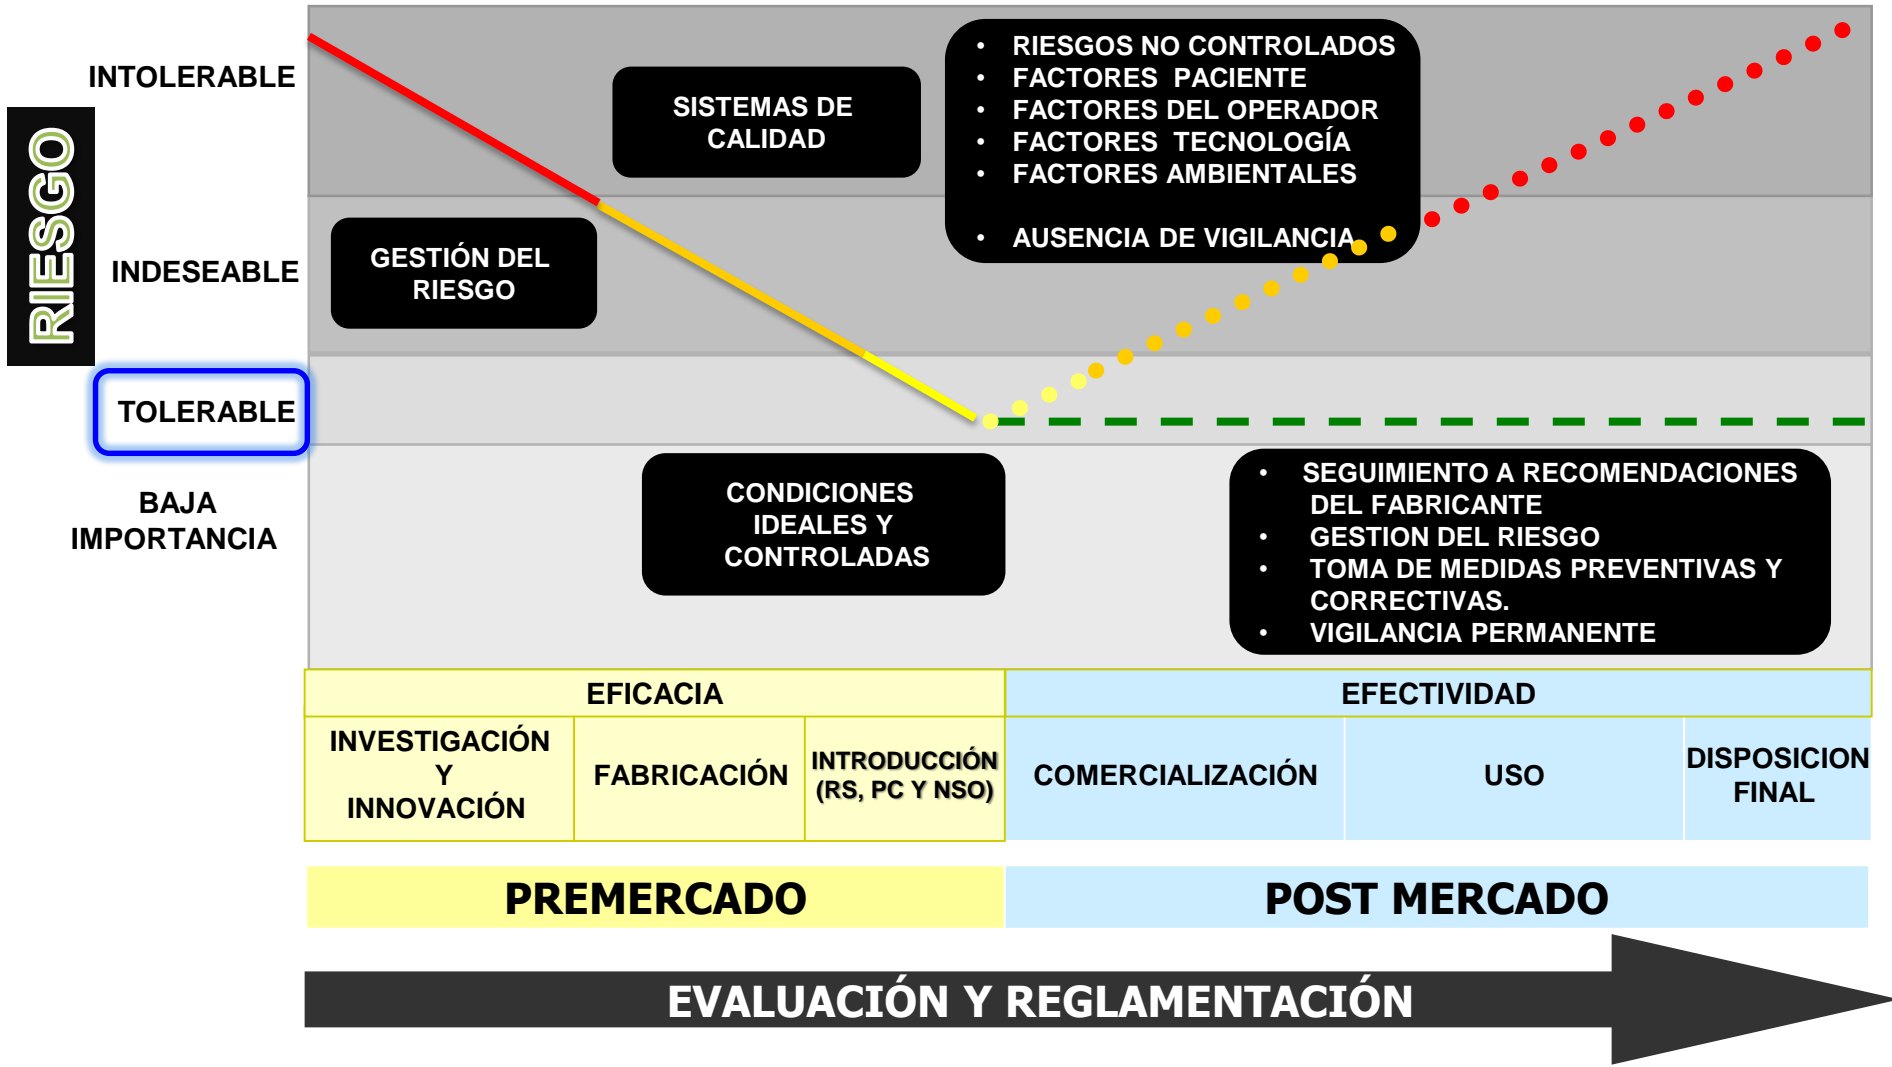 RIESGO
INTOLERABLE
INDESEABLE
TOLERABLE
BAJA
IMPORTANCIA
GESTIÓN DEL
RIESGO
SISTEMAS DE
CALIDAD
• RIESGOS NO CONTROLADOS
• FACTORES PACIENTE
• FACTORES DEL OPERADOR
• FACTORES TECNOLOGÍA
• FACTORES AMBIENTALES
• AUSENCIA DE VIGILANCIA
CONDICIONES
IDEALES Y
CONTROLADAS
• SEGUIMIENTO A RECOMENDACIONES
DEL FABRICANTE
• GESTION DEL RIESGO
• TOMA DE MEDIDAS PREVENTIVAS Y
CORRECTIVAS.
• VIGILANCIA PERMANENTE
EFICACIA
EFECTIVIDAD
INVESTIGACIÓN
Y
INNOVACIÓN
FABRICACIÓN
INTRODUCCIÓN
(RS, PC Y NSO)
COMERCIALIZACIÓN
USO
DISPOSICION
FINAL
PREMERCADO
POST MERCADO
EVALUACIÓN Y REGLAMENTACIÓN